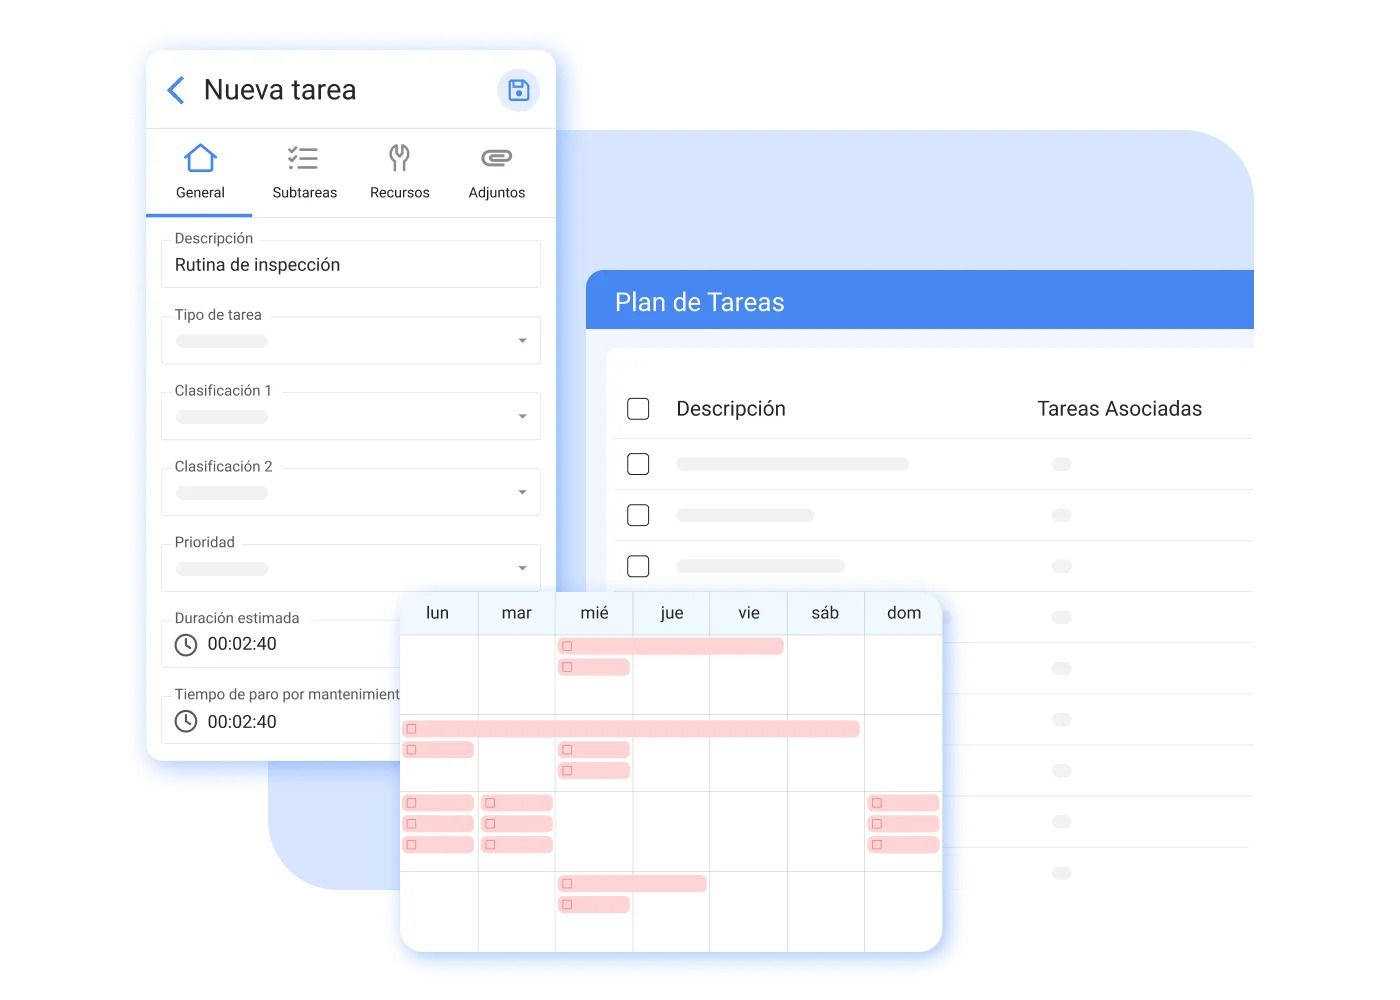 Nueva tarea
General Subtareas Recursos Adjuntos
Descripción
Rutina de inspección
Tipo de tarea
Clasificación 1
Clasificación 2
Prioridad
Duración estimada
00:02:40
Tiempo de paro por mantenimient
00:02:40
Plan de Tareas
Descripción Tareas Asociadas
lun mar mié jue vie sáb dom